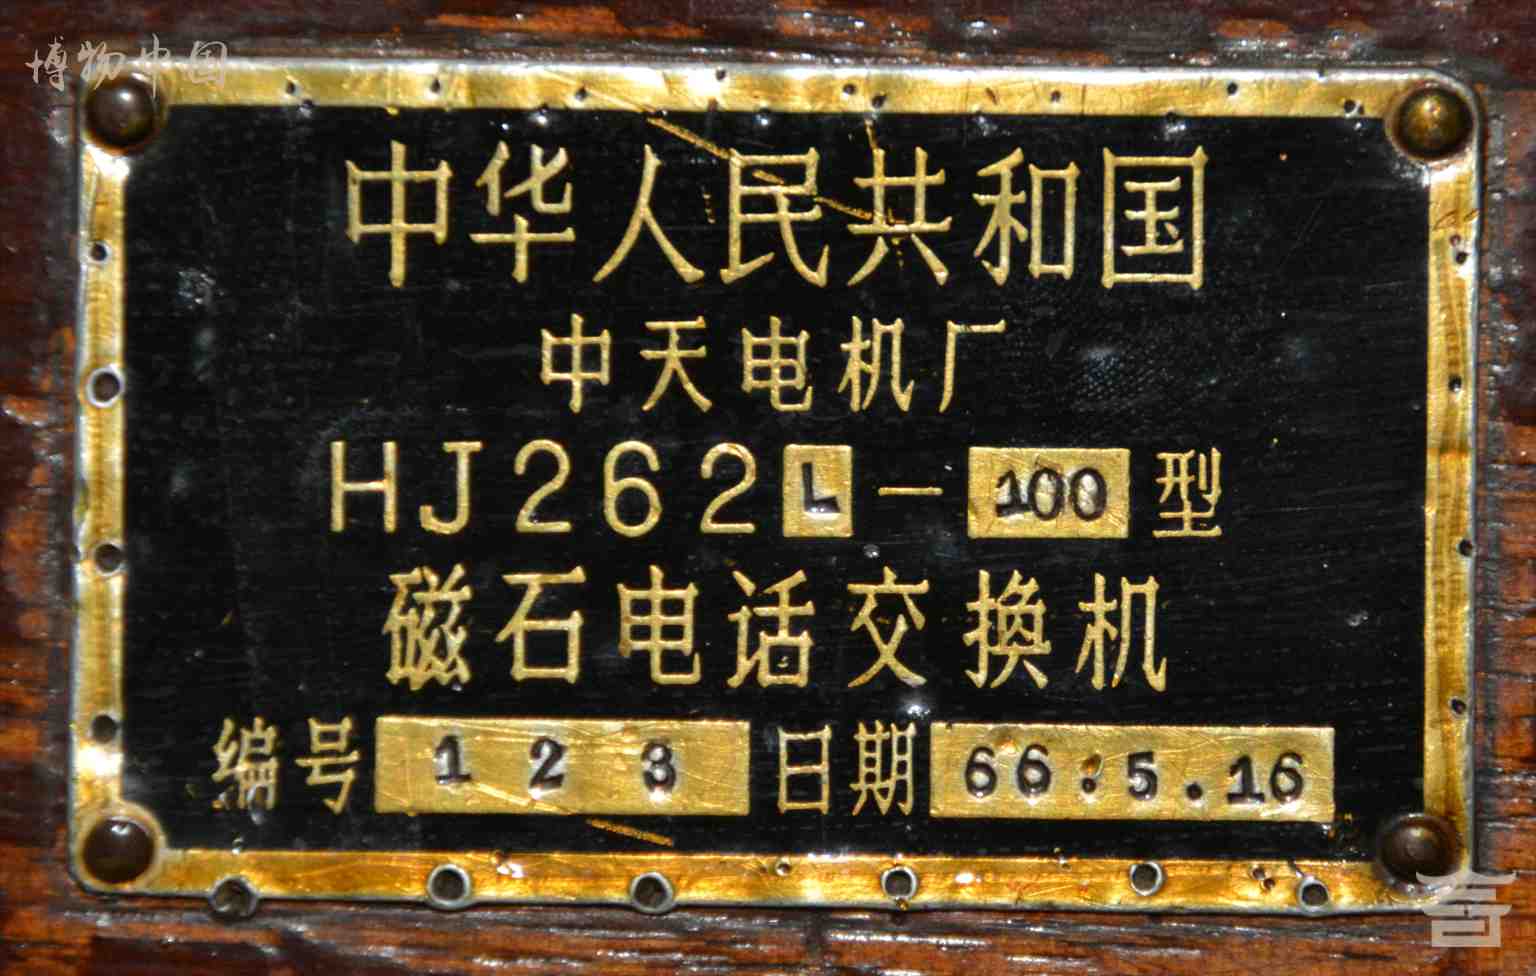 博物中国
中华人民共和国
中天电机厂
HJ262L-100型
磁石电话交换机
编号 123 日期 66.5.16